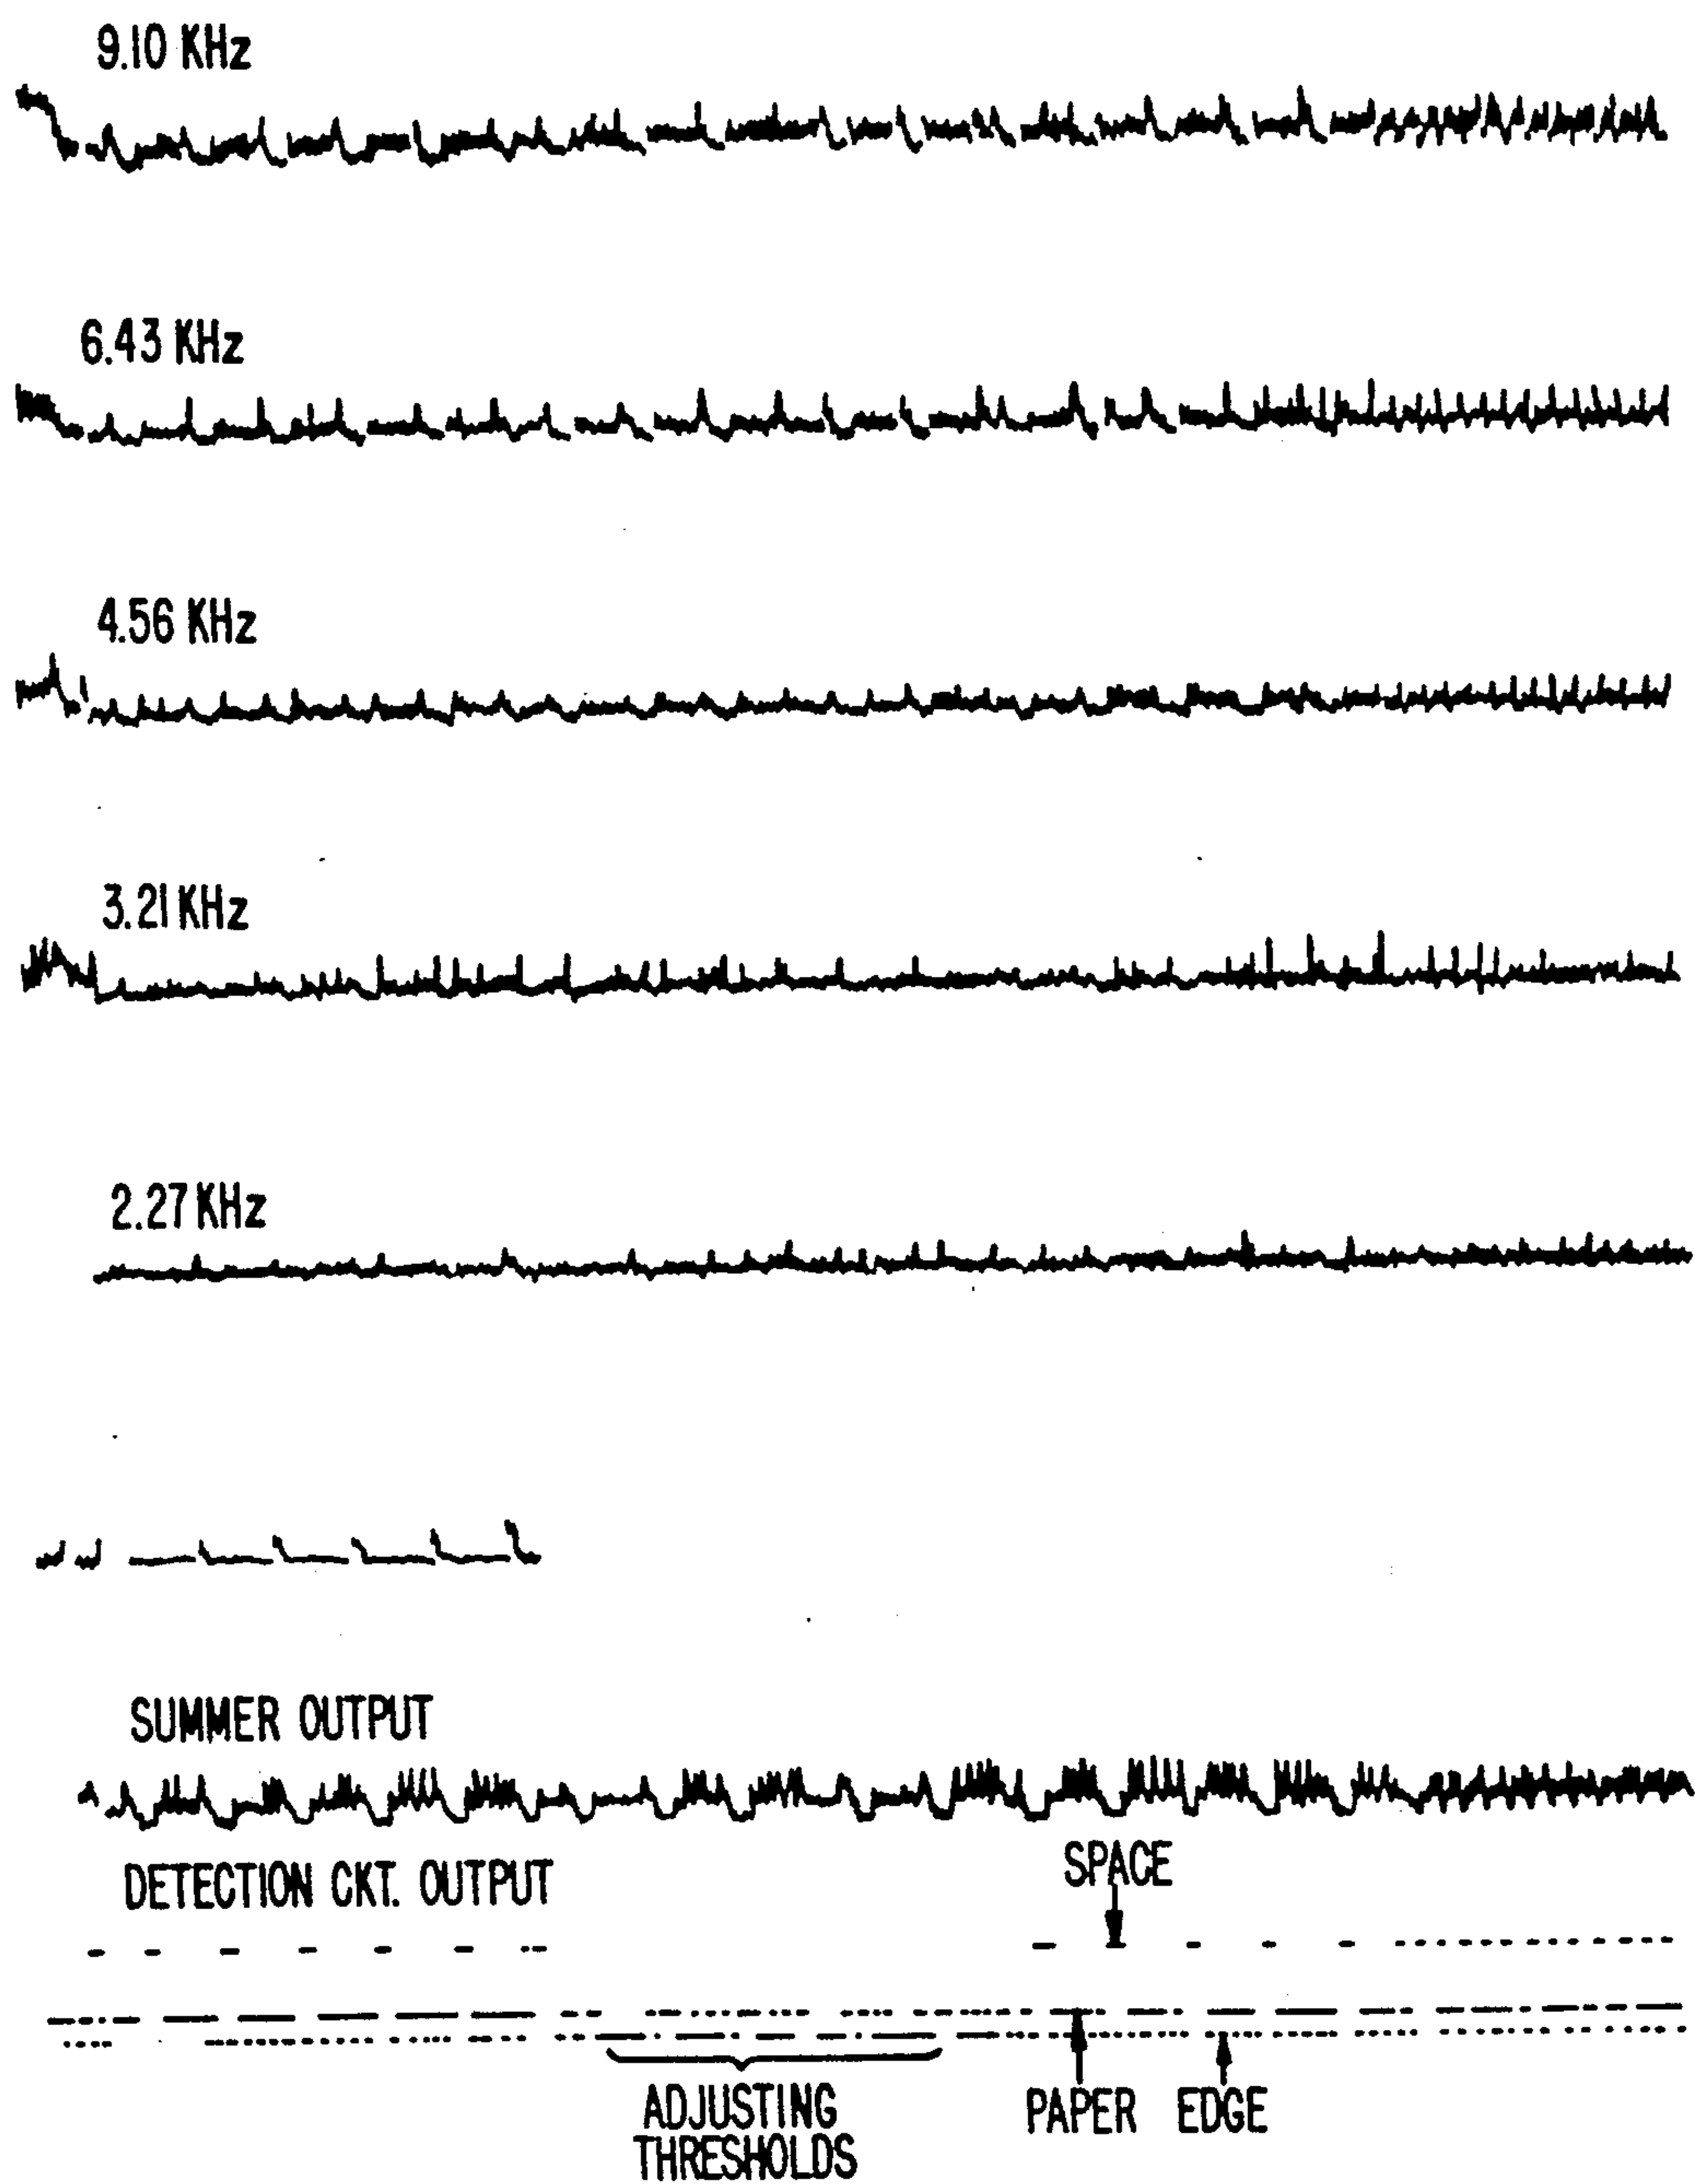 9.10 KHz
6.43 KHz
4.56 KHz
3.21 KHz
2.27 KHz
SUMMER OUTPUT
DETECTION CKT. OUTPUT
SPACE
ADJUSTING
THRESHOLDS
PAPER
EDGE